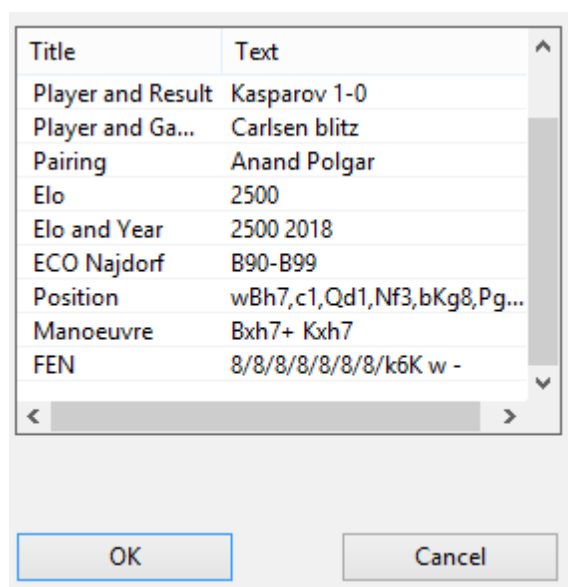 Title Text
Player and Result Kasparov 1-0
Player and Ga... Carlsen blitz
Pairing Anand Polgar
Elo 2500
Elo and Year 2500 2018
ECO Najdorf B90-B99
Position wBh7,c1,Qd1,Nf3,bKg8,Pg...
Manoeuvre Bxh7+ Kxh7
FEN 8/8/8/8/8/8/8/k6K w -
OK Cancel